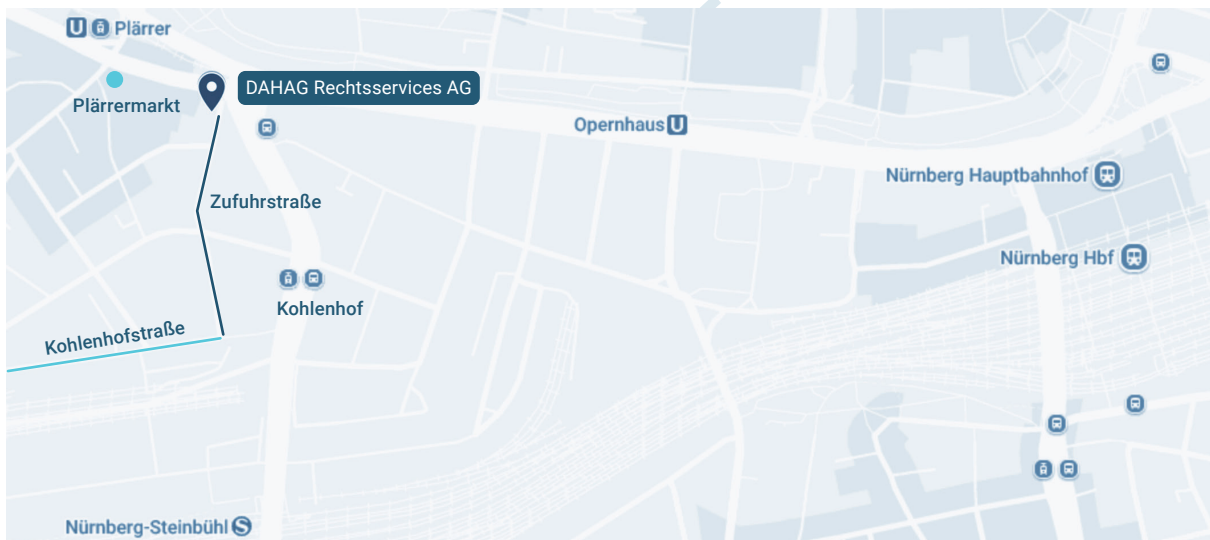 U Plärrer
DAHAG Rechtsservices AG
Plärrermarkt
Opernhaus U
Nürnberg Hauptbahnhof
Zufuhrstraße
Nürnberg Hbf
Kohlenhof
Kohlenhofstraße
Nürnberg-Steinbühl S